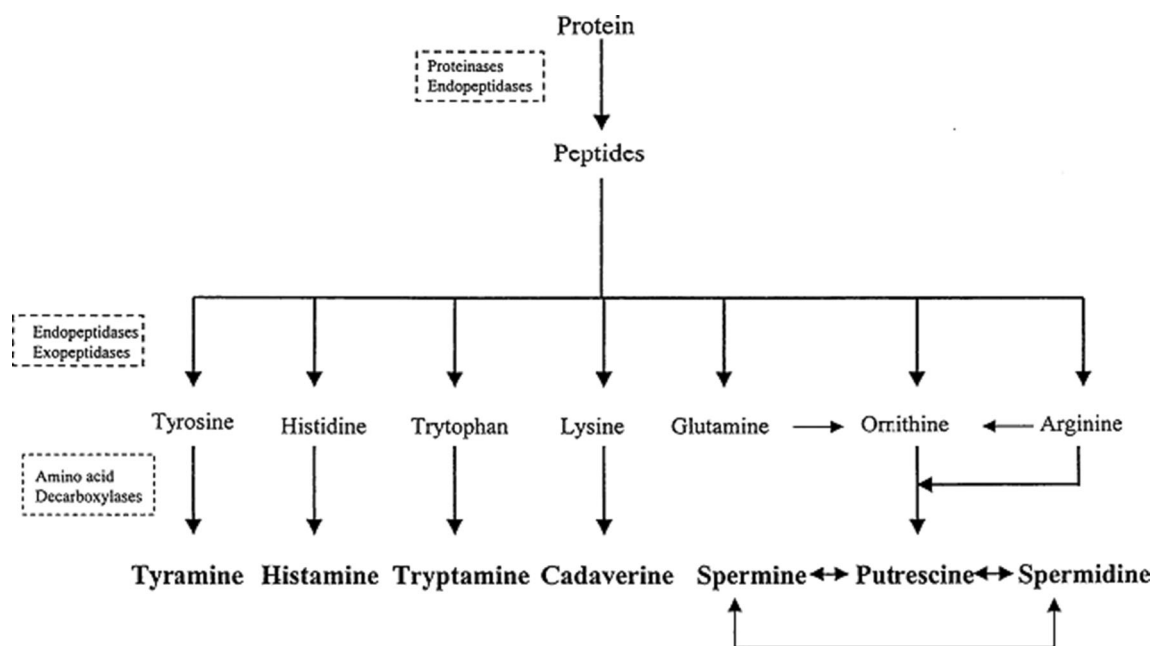 Protein
Proteinases
Endopeptidases
Peptides
Endopeptidases
Exopeptidases
Tyrosine Histidine Trytophan Lysine Glutamine Ornithine Arginine
Amino acid
Decarboxylases
Tyramine Histamine Tryptamine Cadaverine Spermine Putrescine Spermidine